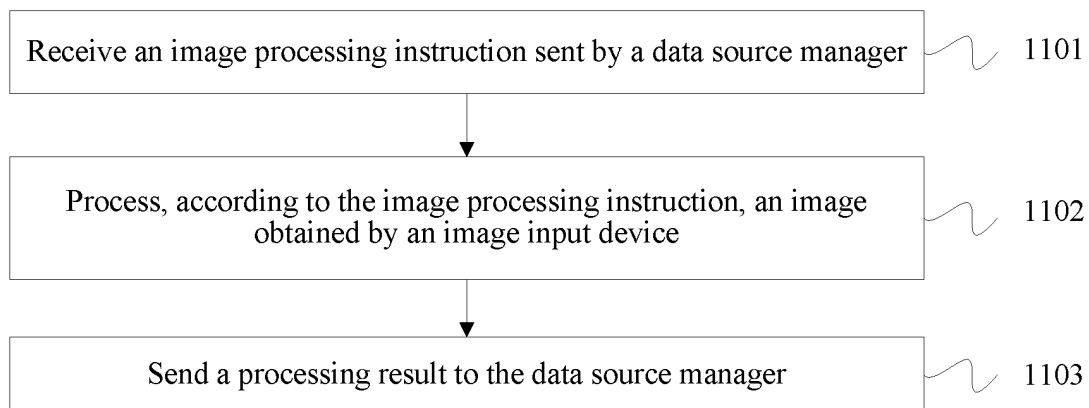 Receive an image processing instruction sent by a data source manager
1101
Process, according to the image processing instruction, an image
obtained by an image input device
1102
Send a processing result to the data source manager
1103